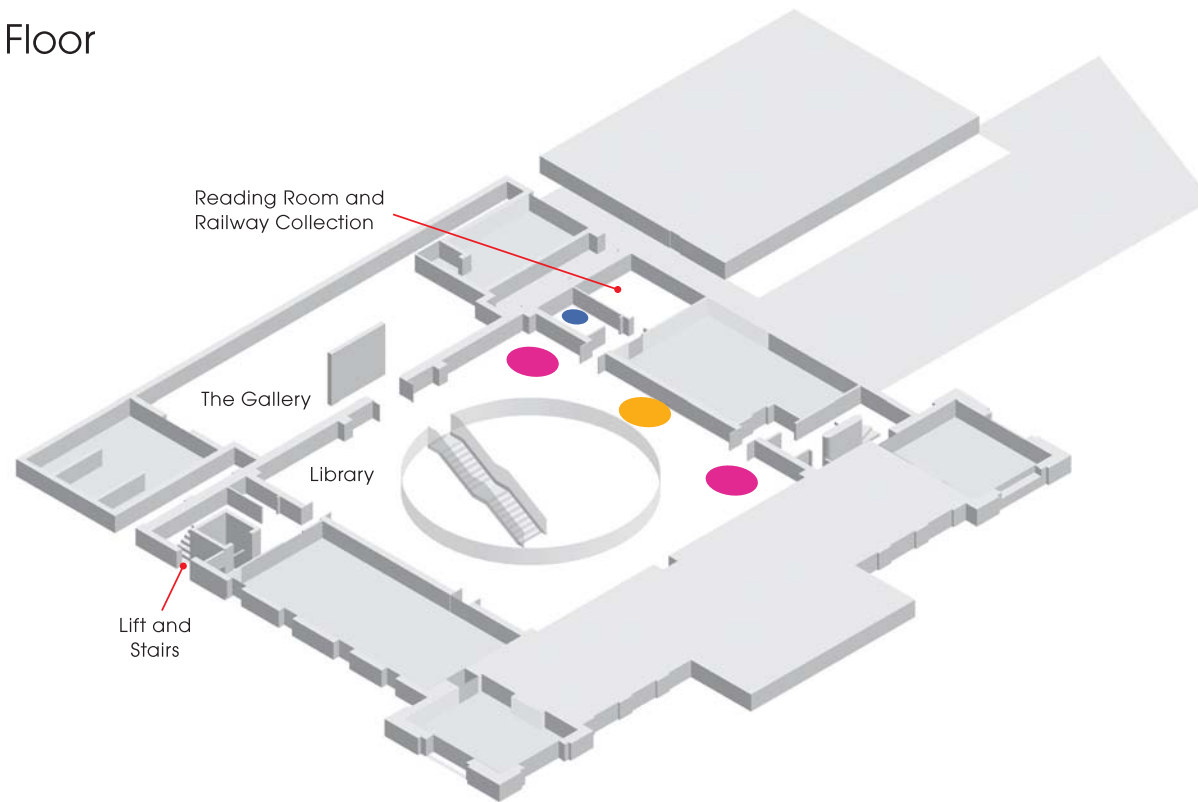 Floor
Reading Room and
Railway Collection
The Gallery
Library
Lift and
Stairs